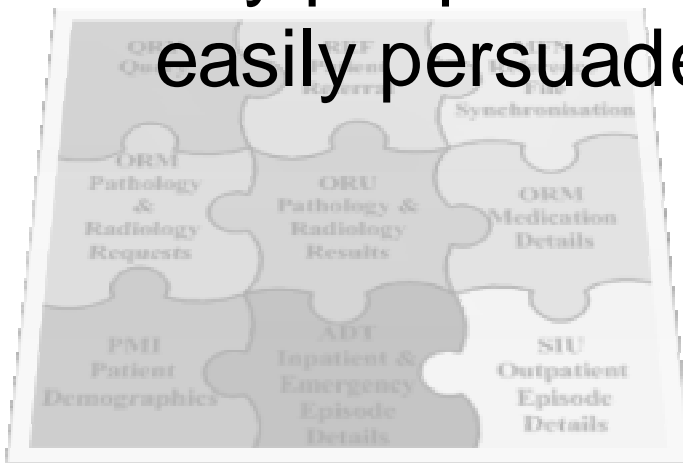 easily persuade
Referral
Synchronisation
ORM
Pathology
&
Radiology
Requests
ORU
Pathology &
Radiology
Results
ORM
Medication
Details
PMI
Patient
Demographics
ADT
Inpatient &
Emergency
Episode
Details
SIU
Outpatient
Episode
Details